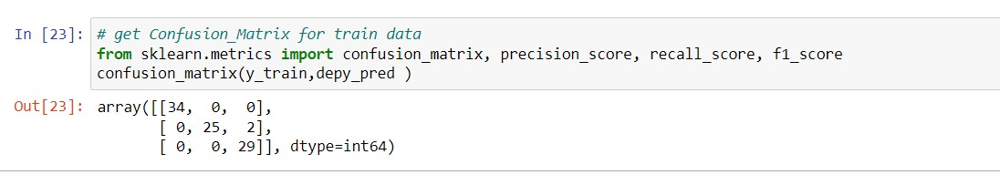 In [23]: # get Confusion_Matrix for train data
from sklearn.metrics import confusion_matrix, precision_score, recall_score, f1_score
confusion_matrix(y_train,depy_pred )
Out[23]: array([[34, 0, 0],
[ 0, 25, 2],
[ 0, 0, 29]], dtype=int64)